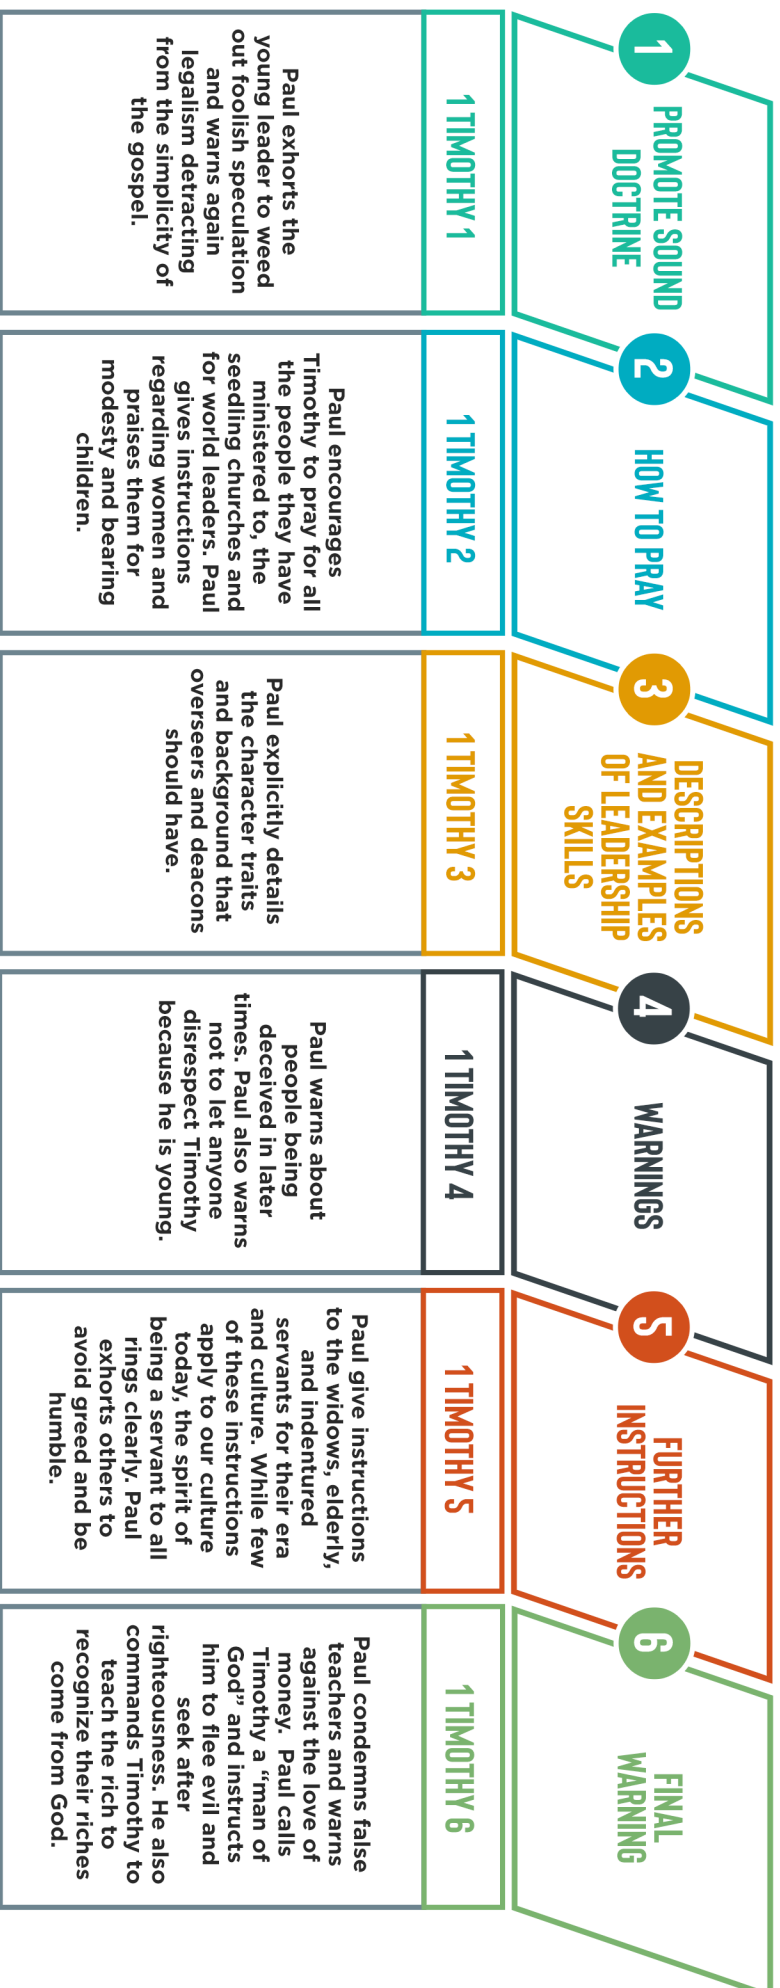 1
PROMOTE SOUND
DOCTRINE
1 TIMOTHY 1
Paul exhorts the
young leader to weed
out foolish speculation
and warns again
legalism detracting
from the simplicity of
the gospel.
2
HOW TO PRAY
1 TIMOTHY 2
Paul encourages
Timothy to pray for all
the people they have
ministered to, the
seedling churches and
for world leaders. Paul
gives instructions
regarding women and
praises them for
modesty and bearing
children.
3
DESCRIPTIONS
AND EXAMPLES
OF LEADERSHIP
SKILLS
1 TIMOTHY 3
Paul explicitly details
the character traits
and background that
overseers and deacons
should have.
4
WARNINGS
1 TIMOTHY 4
Paul warns about
people being
deceived in later
times. Paul also warns
not to let anyone
disrespect Timothy
because he is young.
5
FURTHER
INSTRUCTIONS
1 TIMOTHY 5
Paul give instructions
to the widows, elderly,
and indentured
servants for their era
and culture. While few
of these instructions
apply to our culture
today, the spirit of
being a servant to all
rings clearly. Paul
exhorts others to
avoid greed and be
humble.
6
FINAL
WARNING
1 TIMOTHY 6
Paul condemns false
teachers and warns
against the love of
money. Paul calls
Timothy a “man of
God” and instructs
him to flee evil and
seek after
righteousness. He also
commands Timothy to
teach the rich to
recognize their riches
come from God.